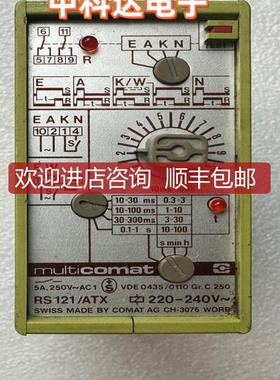 中科达电子
6 11
E A K N
TEST
5 7 8 9 R R
E A K/W N
E A K N
10 2 1 4
R
欢迎进店咨询 顺丰包邮
10-30 ms 0.3-3
10-100 ms 1-10
30-300 ms 3-30
0.1-1 s 10-100
s min h
t
multicomat
5A, 250V~AC1 VDE 0435/0110 Gr. C 250
RS 121/ATX 220-240V~
SWISS MADE BY COMAT AG CH-3076 WORB